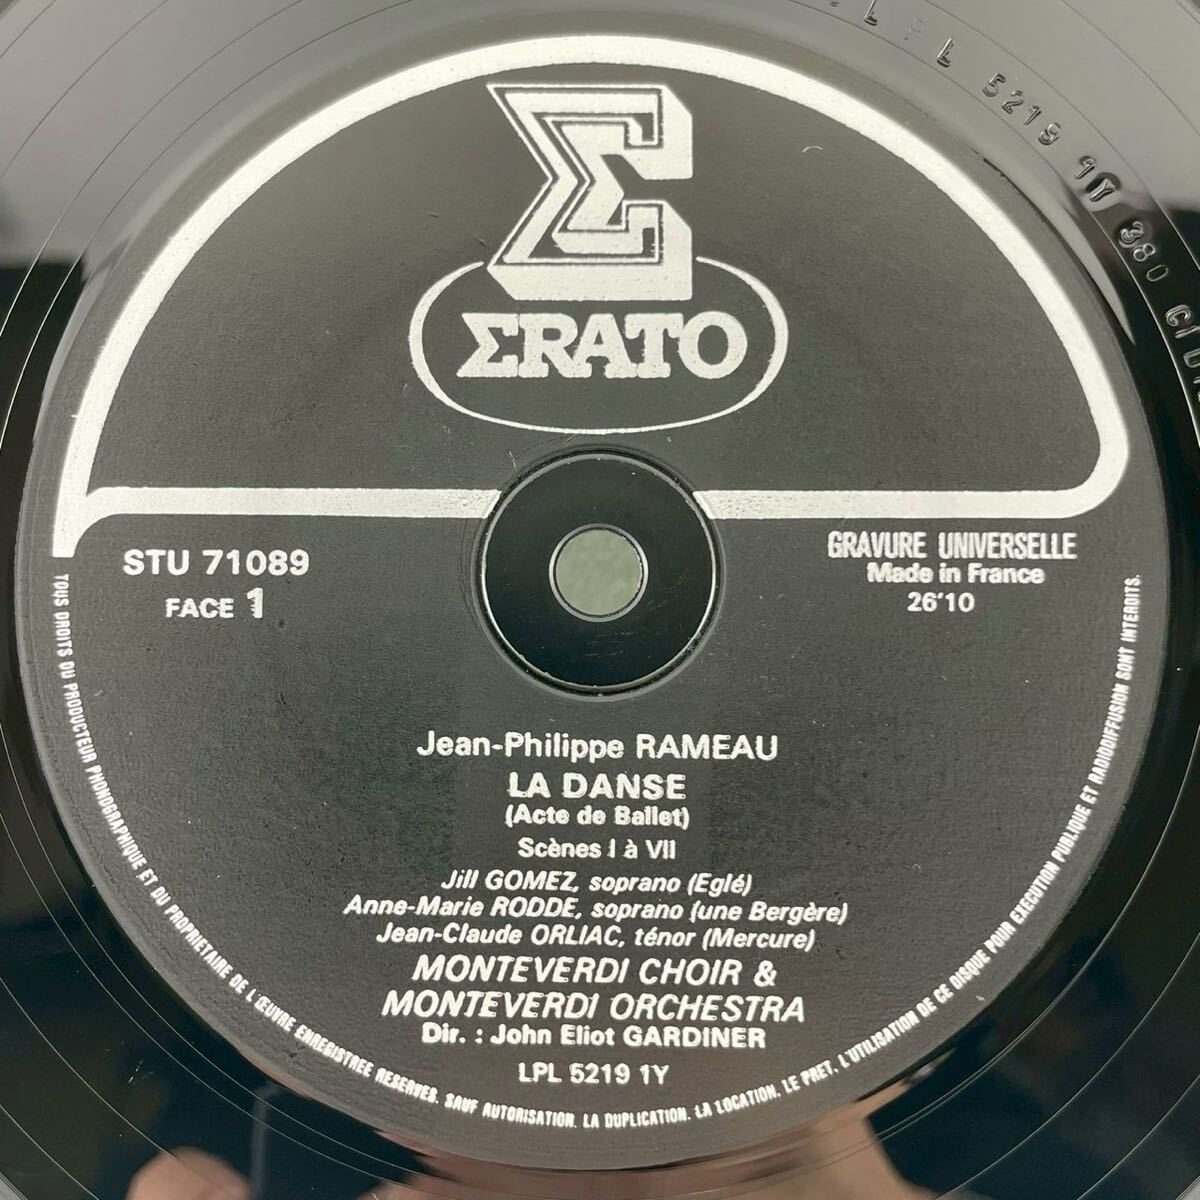 LPL 5219 1Y 380
Σ
ΣRATO
STU 71089
FACE 1
GRAVURE UNIVERSELLE
Made in France
26'10
Jean-Philippe RAMEAU
LA DANSE
(Acte de Ballet)
Scènes I à VII
Jill GOMEZ, soprano (Eglé)
Anne-Marie RODDE, soprano (une Bergère)
Jean-Claude ORLIAC, ténor (Mercure)
MONTEVERDI CHOIR &
MONTEVERDI ORCHESTRA
Dir. : John Eliot GARDINER
LPL 5219 1Y
TOUS DROITS DU PRODUCTEUR PHONOGRAPHIQUE ET DU PROPRIETAIRE DE L'ŒUVRE ENREGISTREE RESERVES. SAUF AUTORISATION. LA DUPLICATION. LA LOCATION. LE PRET. L'UTILISATION DE CE DISQUE POUR EXECUTION PUBLIQUE ET RADIODIFFUSION SONT INTERDITS.